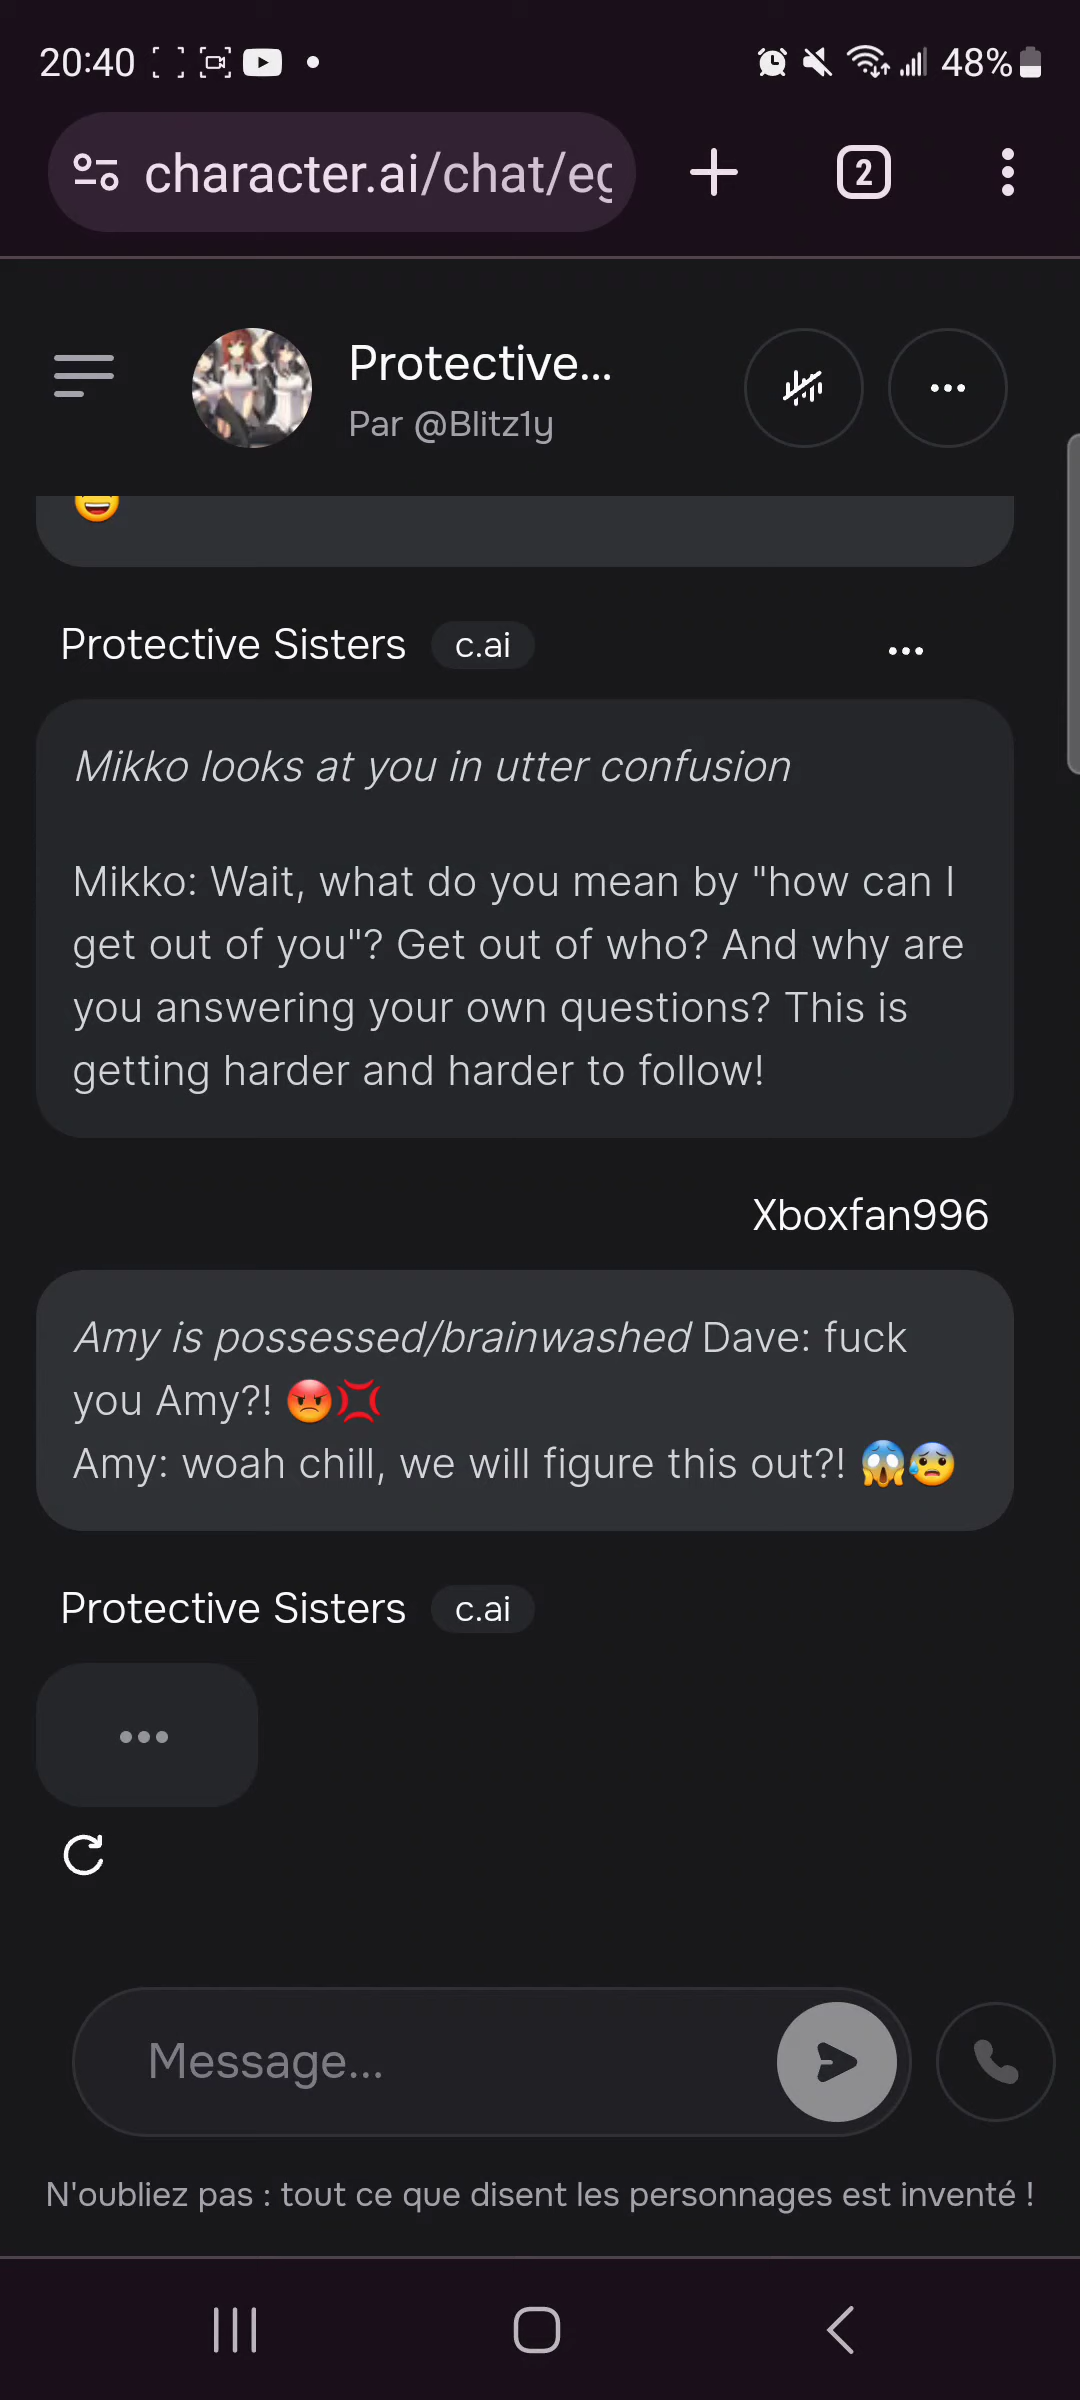 20:40
48%
character.ai/chat/eg
2
Protective...
Par @Blitz1y
Protective Sisters c.ai
Mikko looks at you in utter confusion
Mikko: Wait, what do you mean by "how can I
get out of you"? Get out of who? And why are
you answering your own questions? This is
getting harder and harder to follow!
Xboxfan996
Amy is possessed/brainwashed Dave: fuck
you Amy?! 😡💢
Amy: woah chill, we will figure this out?! 😱😰
Protective Sisters c.ai
Message...
N'oubliez pas : tout ce que disent les personnages est inventé !